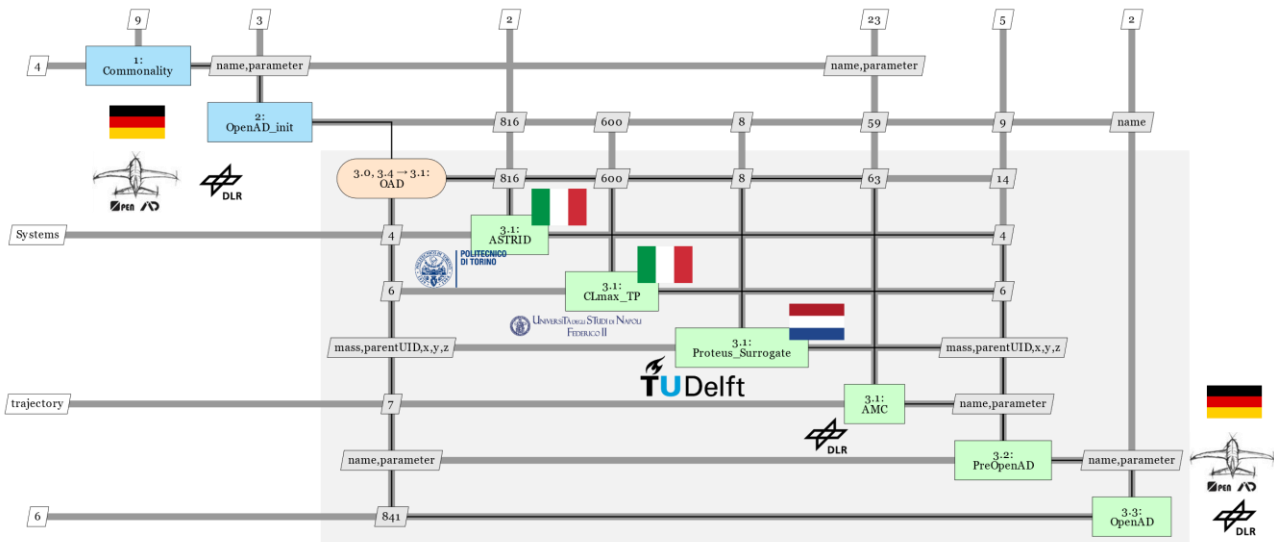 9
3
2
23
5
2
4
1:
Commonality
name,parameter
name,parameter
2:
OpenAD_init
816
600
8
59
9
name
3.0, 3.4 → 3.1:
OAD
816
600
8
63
14
DLR
PEN AD
Systems
4
3.1:
ASTRID
4
POLITECNICO
DI TORINO
6
3.1:
CLmax_TP
6
UNIVERSITÀ DEGLI STUDI DI NAPOLI
FEDERICO II
mass,parentUID,x,y,z
3.1:
Proteus_Surrogate
mass,parentUID,x,y,z
TUDelft
trajectory
7
3.1:
AMC
name,parameter
DLR
name,parameter
3.2:
PreOpenAD
name,parameter
PEN AD
6
841
3.3:
OpenAD
DLR